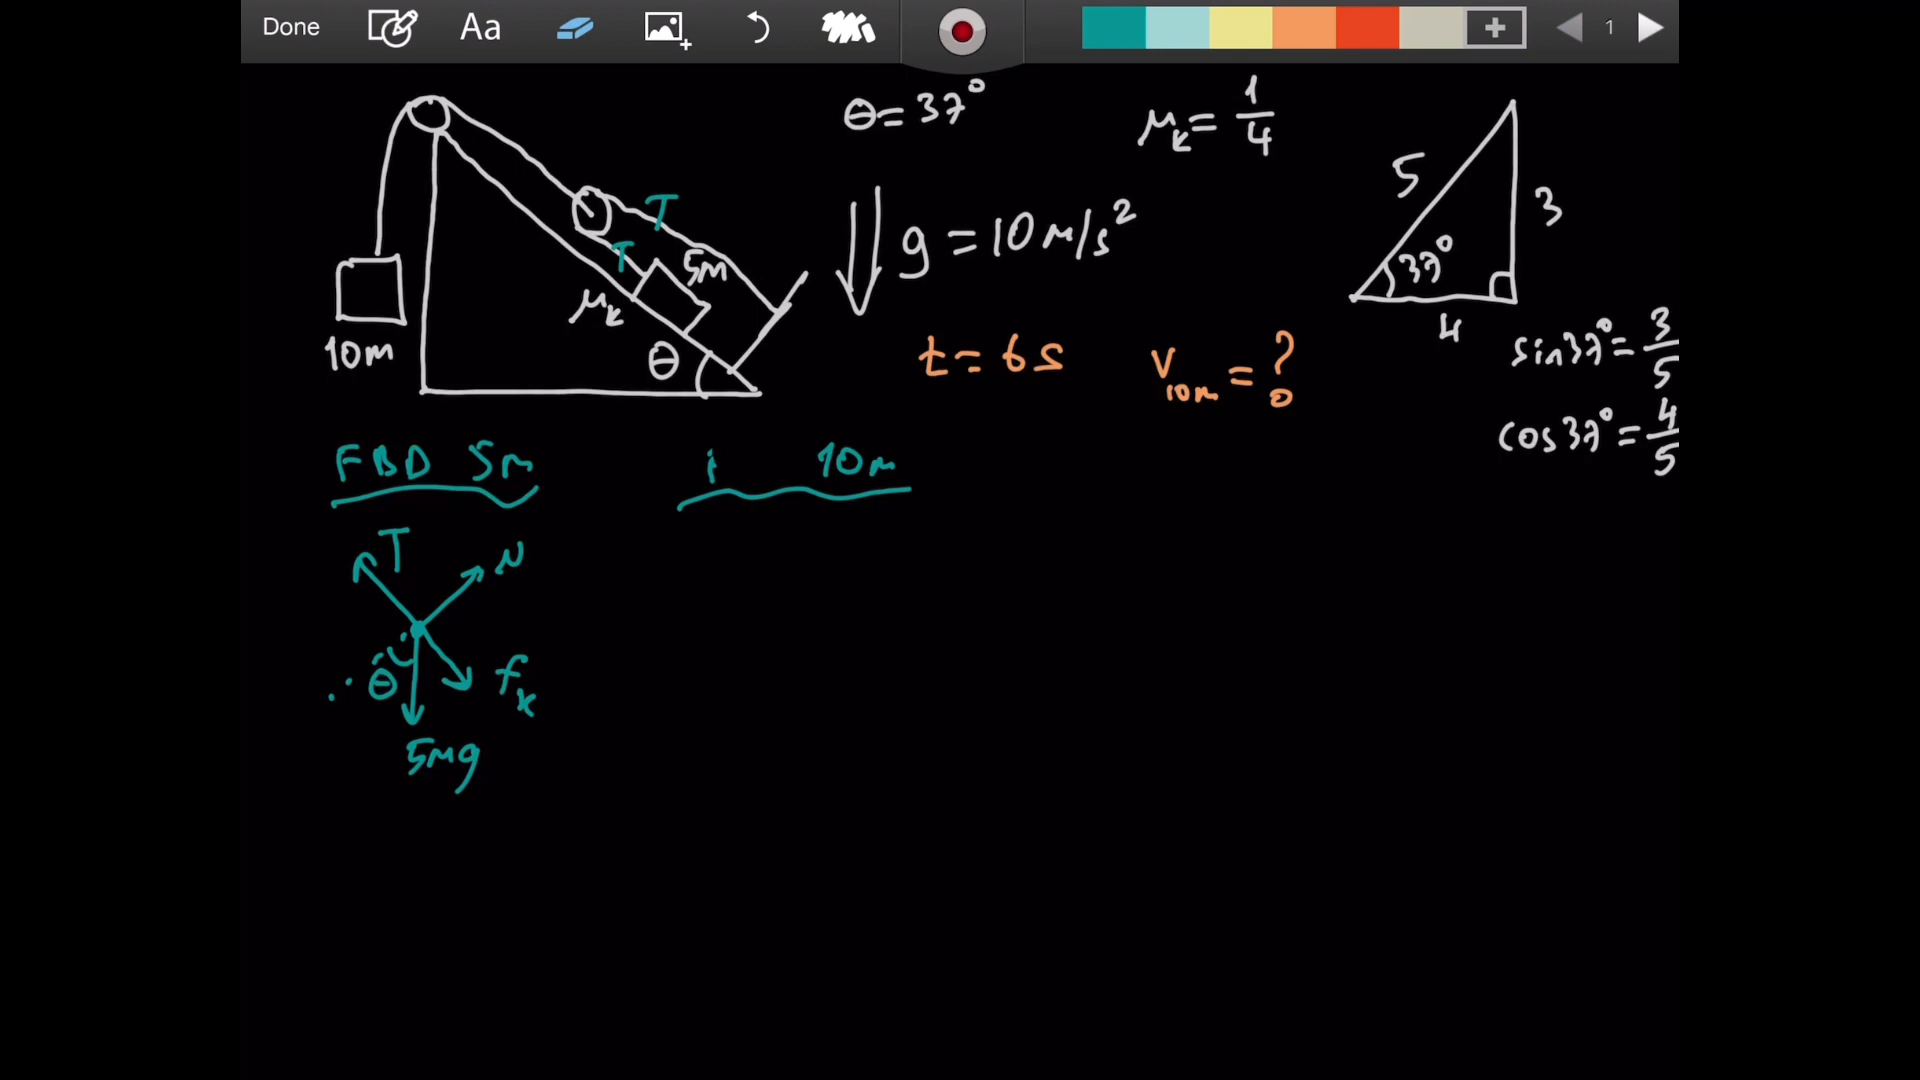 Done Aa 1
θ = 37°
μk = 1/4
5
3
37°
4
T
T
5m
μk
θ
10m
g = 10 m/s²
t = 6s
V10m = ?
sin37° = 3/5
cos37° = 4/5
FBD 5m
10m
T
N
θ
fk
5mg